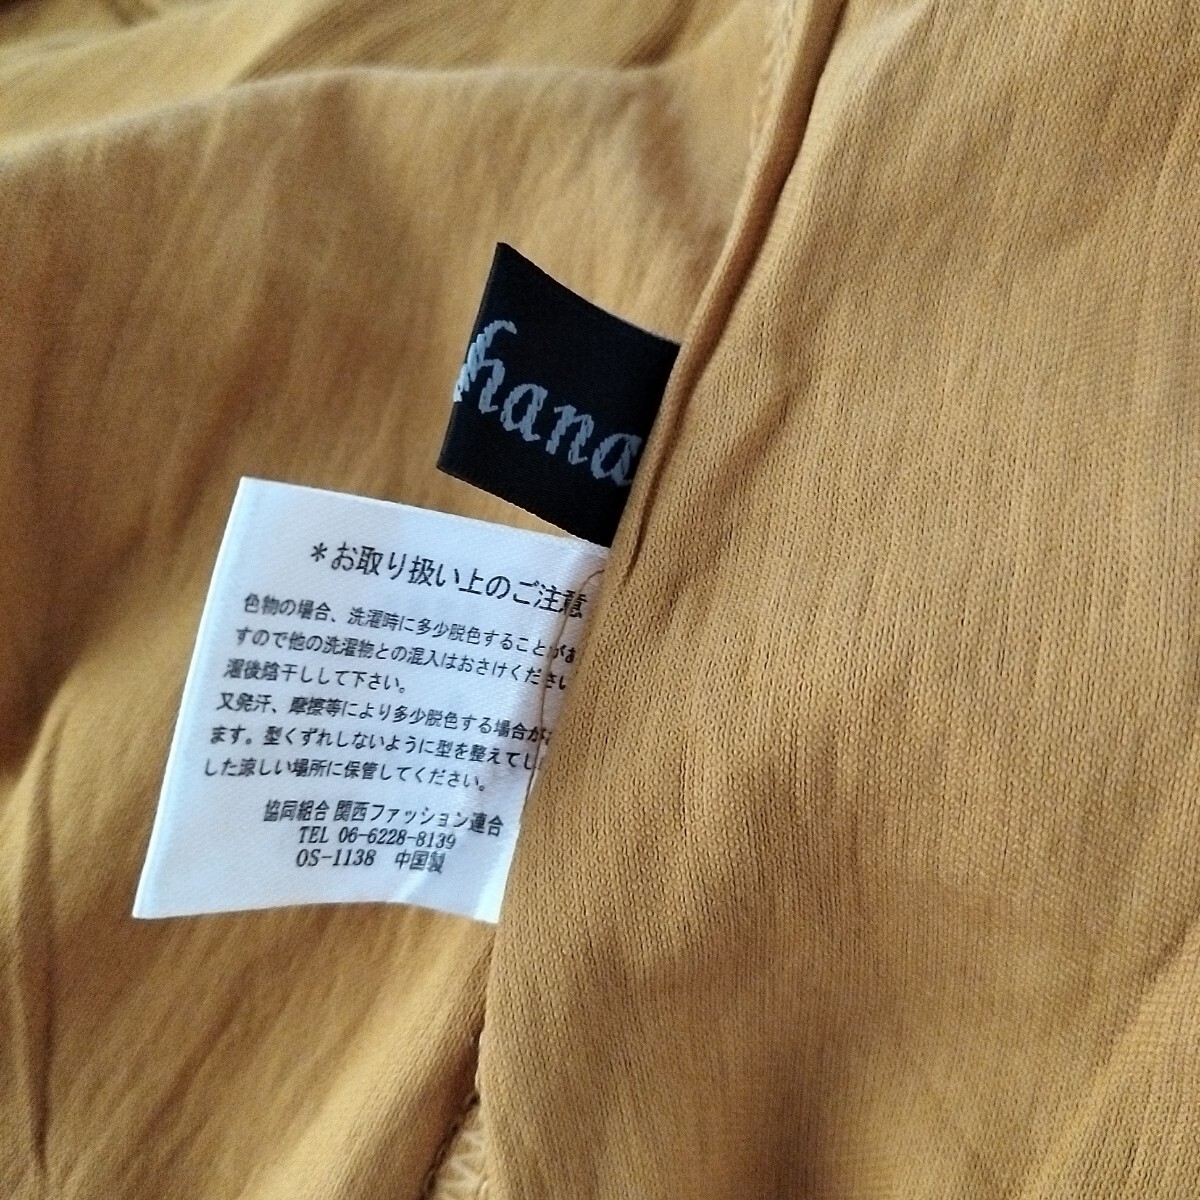 hana
*お取り扱い上のご注意
色物の場合、洗濯時に多少脱色することがあ
すので他の洗濯物との混入はおさけください
濯後陰干しして下さい。
又発汗、摩擦等により多少脱色する場合が
ます。型くずれしないように型を整えてし
した涼しい場所に保管してください。
協同組合 関西ファッション連合
TEL 06-6228-8139
OS-1138 中国製